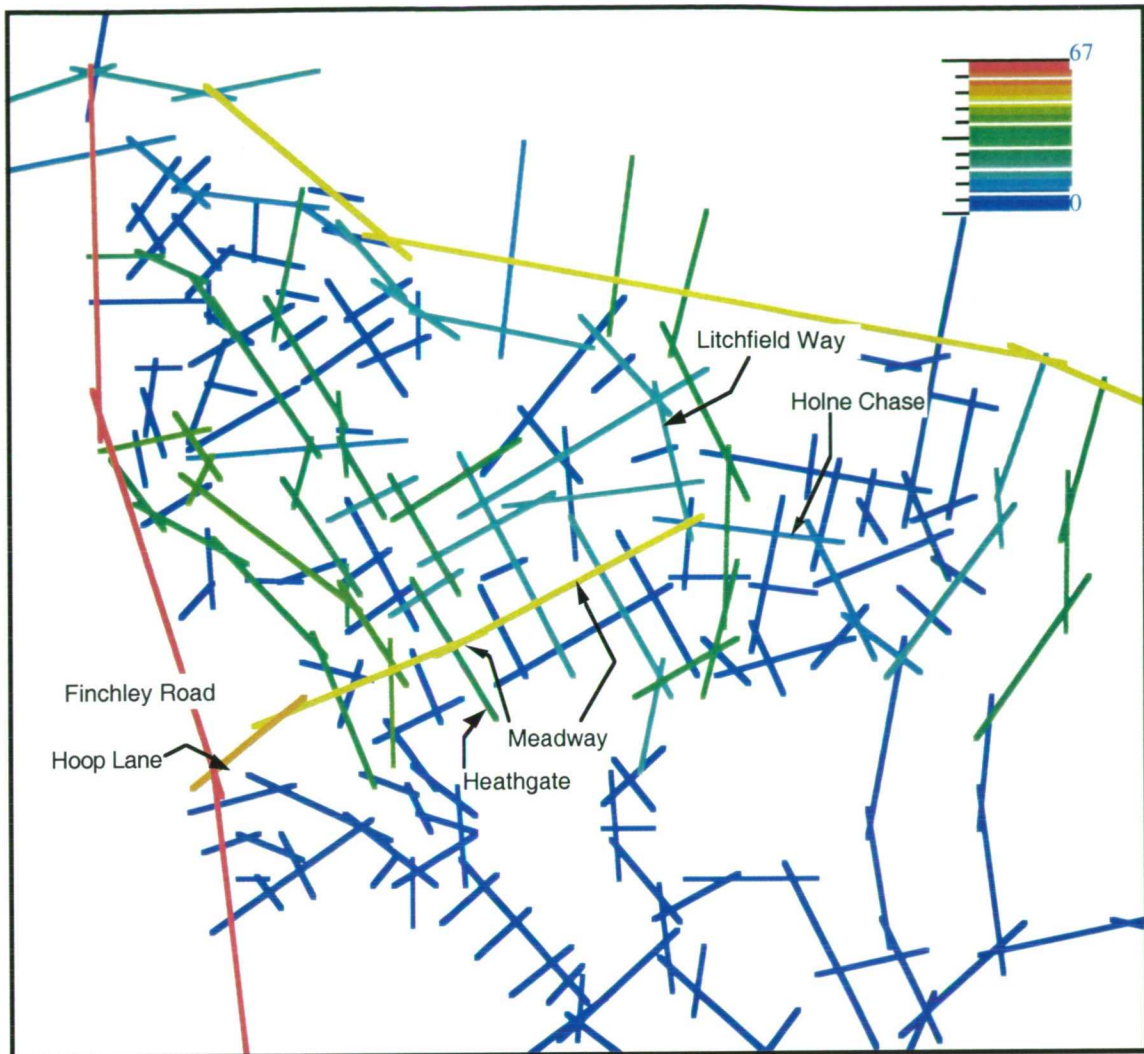 67
0
Litchfield Way
Holne Chase
Finchley Road
Hoop Lane
Meadway
Heathgate